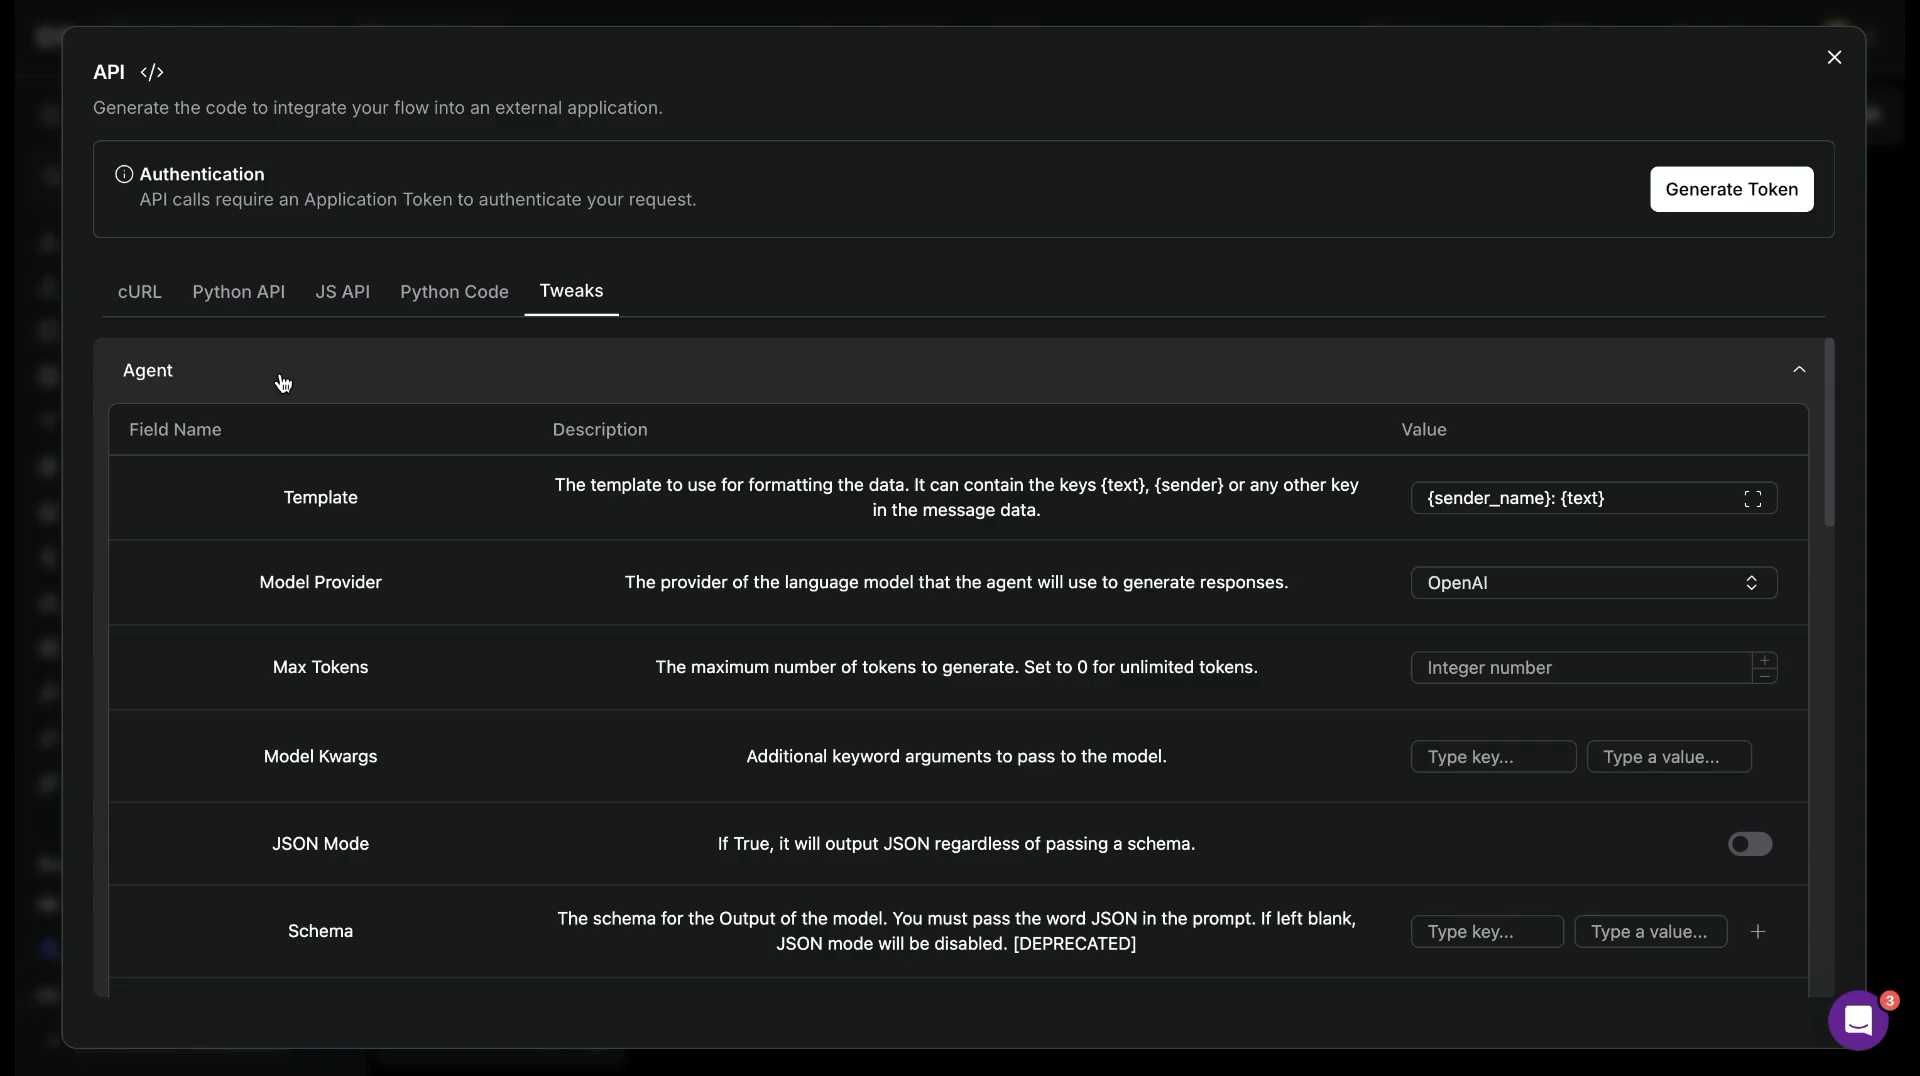 API </>
Generate the code to integrate your flow into an external application.
Authentication
API calls require an Application Token to authenticate your request.
Generate Token
cURL Python API JS API Python Code Tweaks
Agent
Field Name Description Value
Template
The template to use for formatting the data. It can contain the keys {text}, {sender} or any other key
in the message data.
{sender_name}: {text}
Model Provider
The provider of the language model that the agent will use to generate responses.
OpenAI
Max Tokens
The maximum number of tokens to generate. Set to 0 for unlimited tokens.
Integer number
Model Kwargs
Additional keyword arguments to pass to the model.
Type key... Type a value...
JSON Mode
If True, it will output JSON regardless of passing a schema.
Schema
The schema for the Output of the model. You must pass the word JSON in the prompt. If left blank,
JSON mode will be disabled. [DEPRECATED]
Type key... Type a value...
3